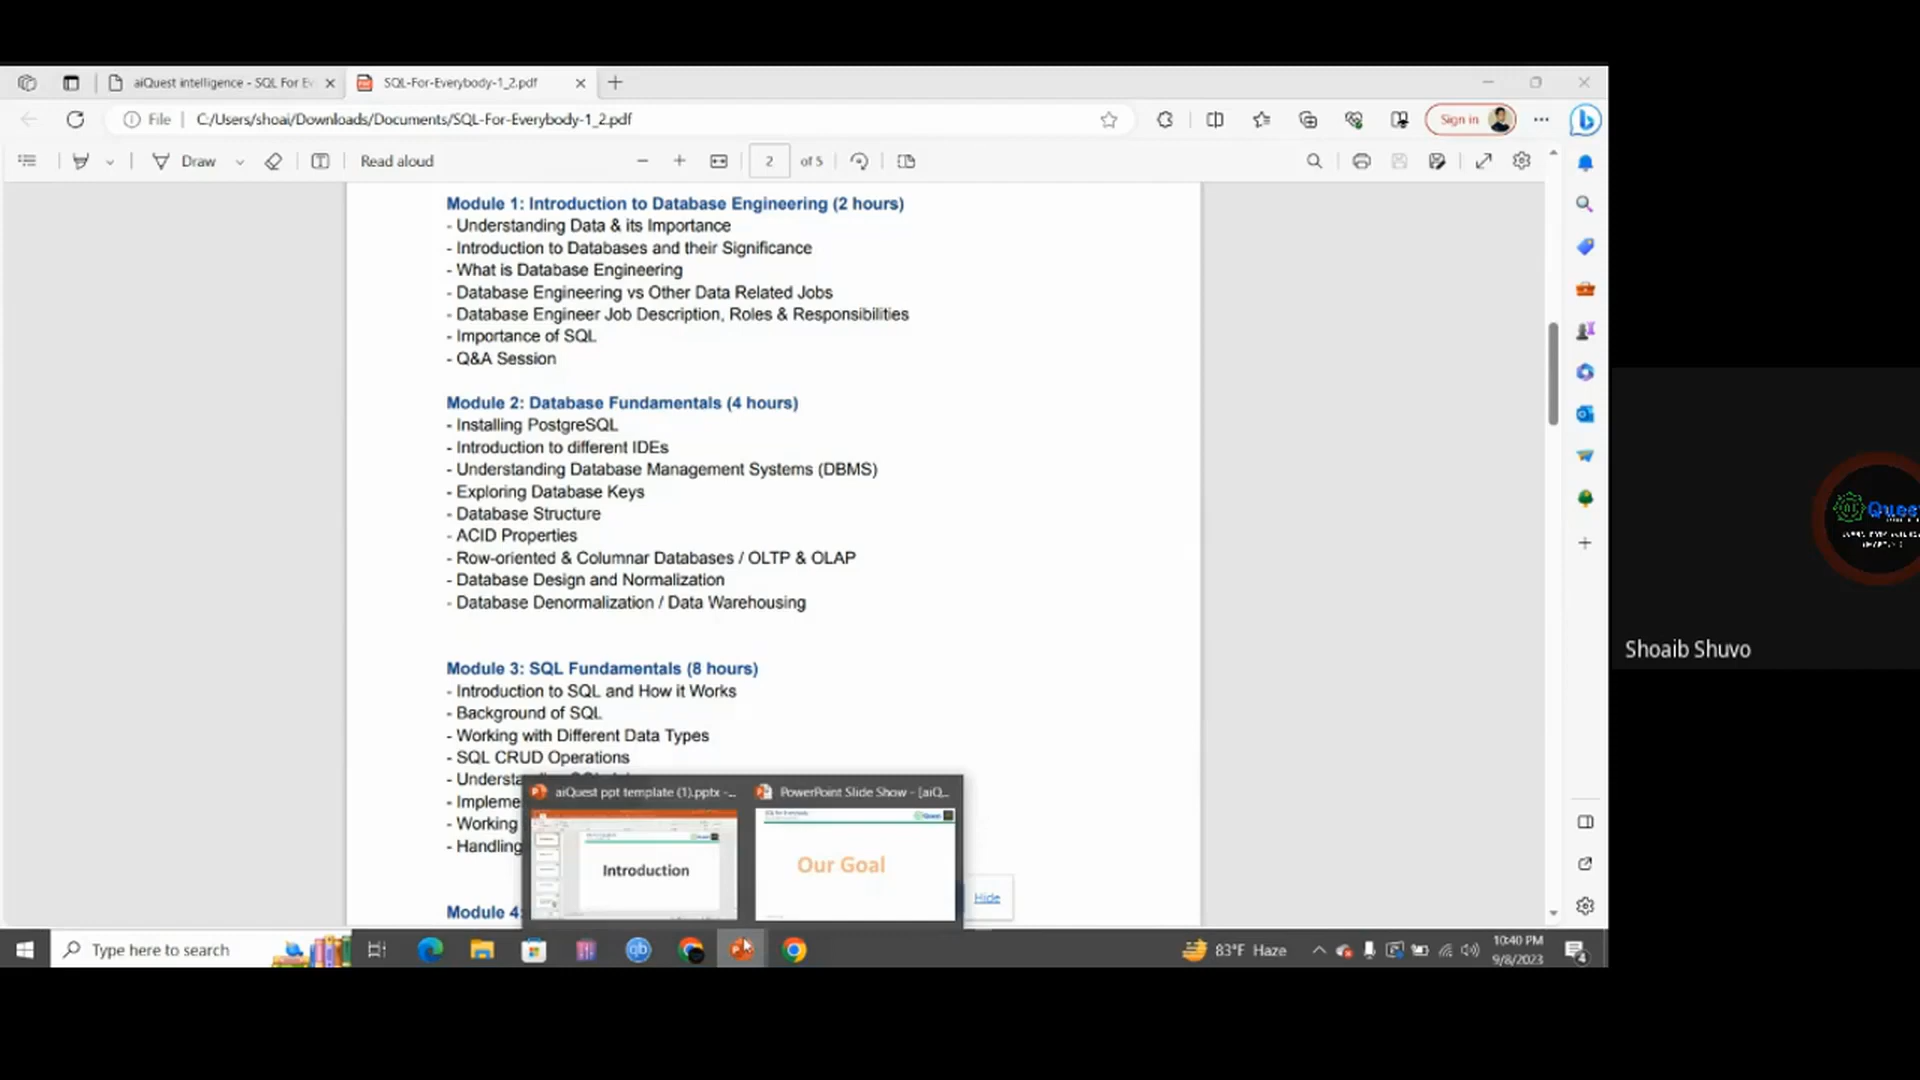 aiQuest intelligence - SQL For Ev
SQL-For-Everybody-1_2.pdf
File
C:/Users/shoai/Downloads/Documents/SQL-For-Everybody-1_2.pdf
Sign in
Draw
Read aloud
2
of 5
Module 1: Introduction to Database Engineering (2 hours)
- Understanding Data & its Importance
- Introduction to Databases and their Significance
- What is Database Engineering
- Database Engineering vs Other Data Related Jobs
- Database Engineer Job Description, Roles & Responsibilities
- Importance of SQL
- Q&A Session
Module 2: Database Fundamentals (4 hours)
- Installing PostgreSQL
- Introduction to different IDEs
- Understanding Database Management Systems (DBMS)
- Exploring Database Keys
- Database Structure
- ACID Properties
- Row-oriented & Columnar Databases / OLTP & OLAP
- Database Design and Normalization
- Database Denormalization / Data Warehousing
Module 3: SQL Fundamentals (8 hours)
- Introduction to SQL and How it Works
- Background of SQL
- Working with Different Data Types
- SQL CRUD Operations
- Understa
- Impleme
- Working
- Handling
Module 4:
aiQuest ppt template (1).pptx -...
PowerPoint Slide Show - [aiQ...
Introduction
Our Goal
Hide
Quest
Shoaib Shuvo
Type here to search
83°F Haze
10:40 PM
9/8/2023
4